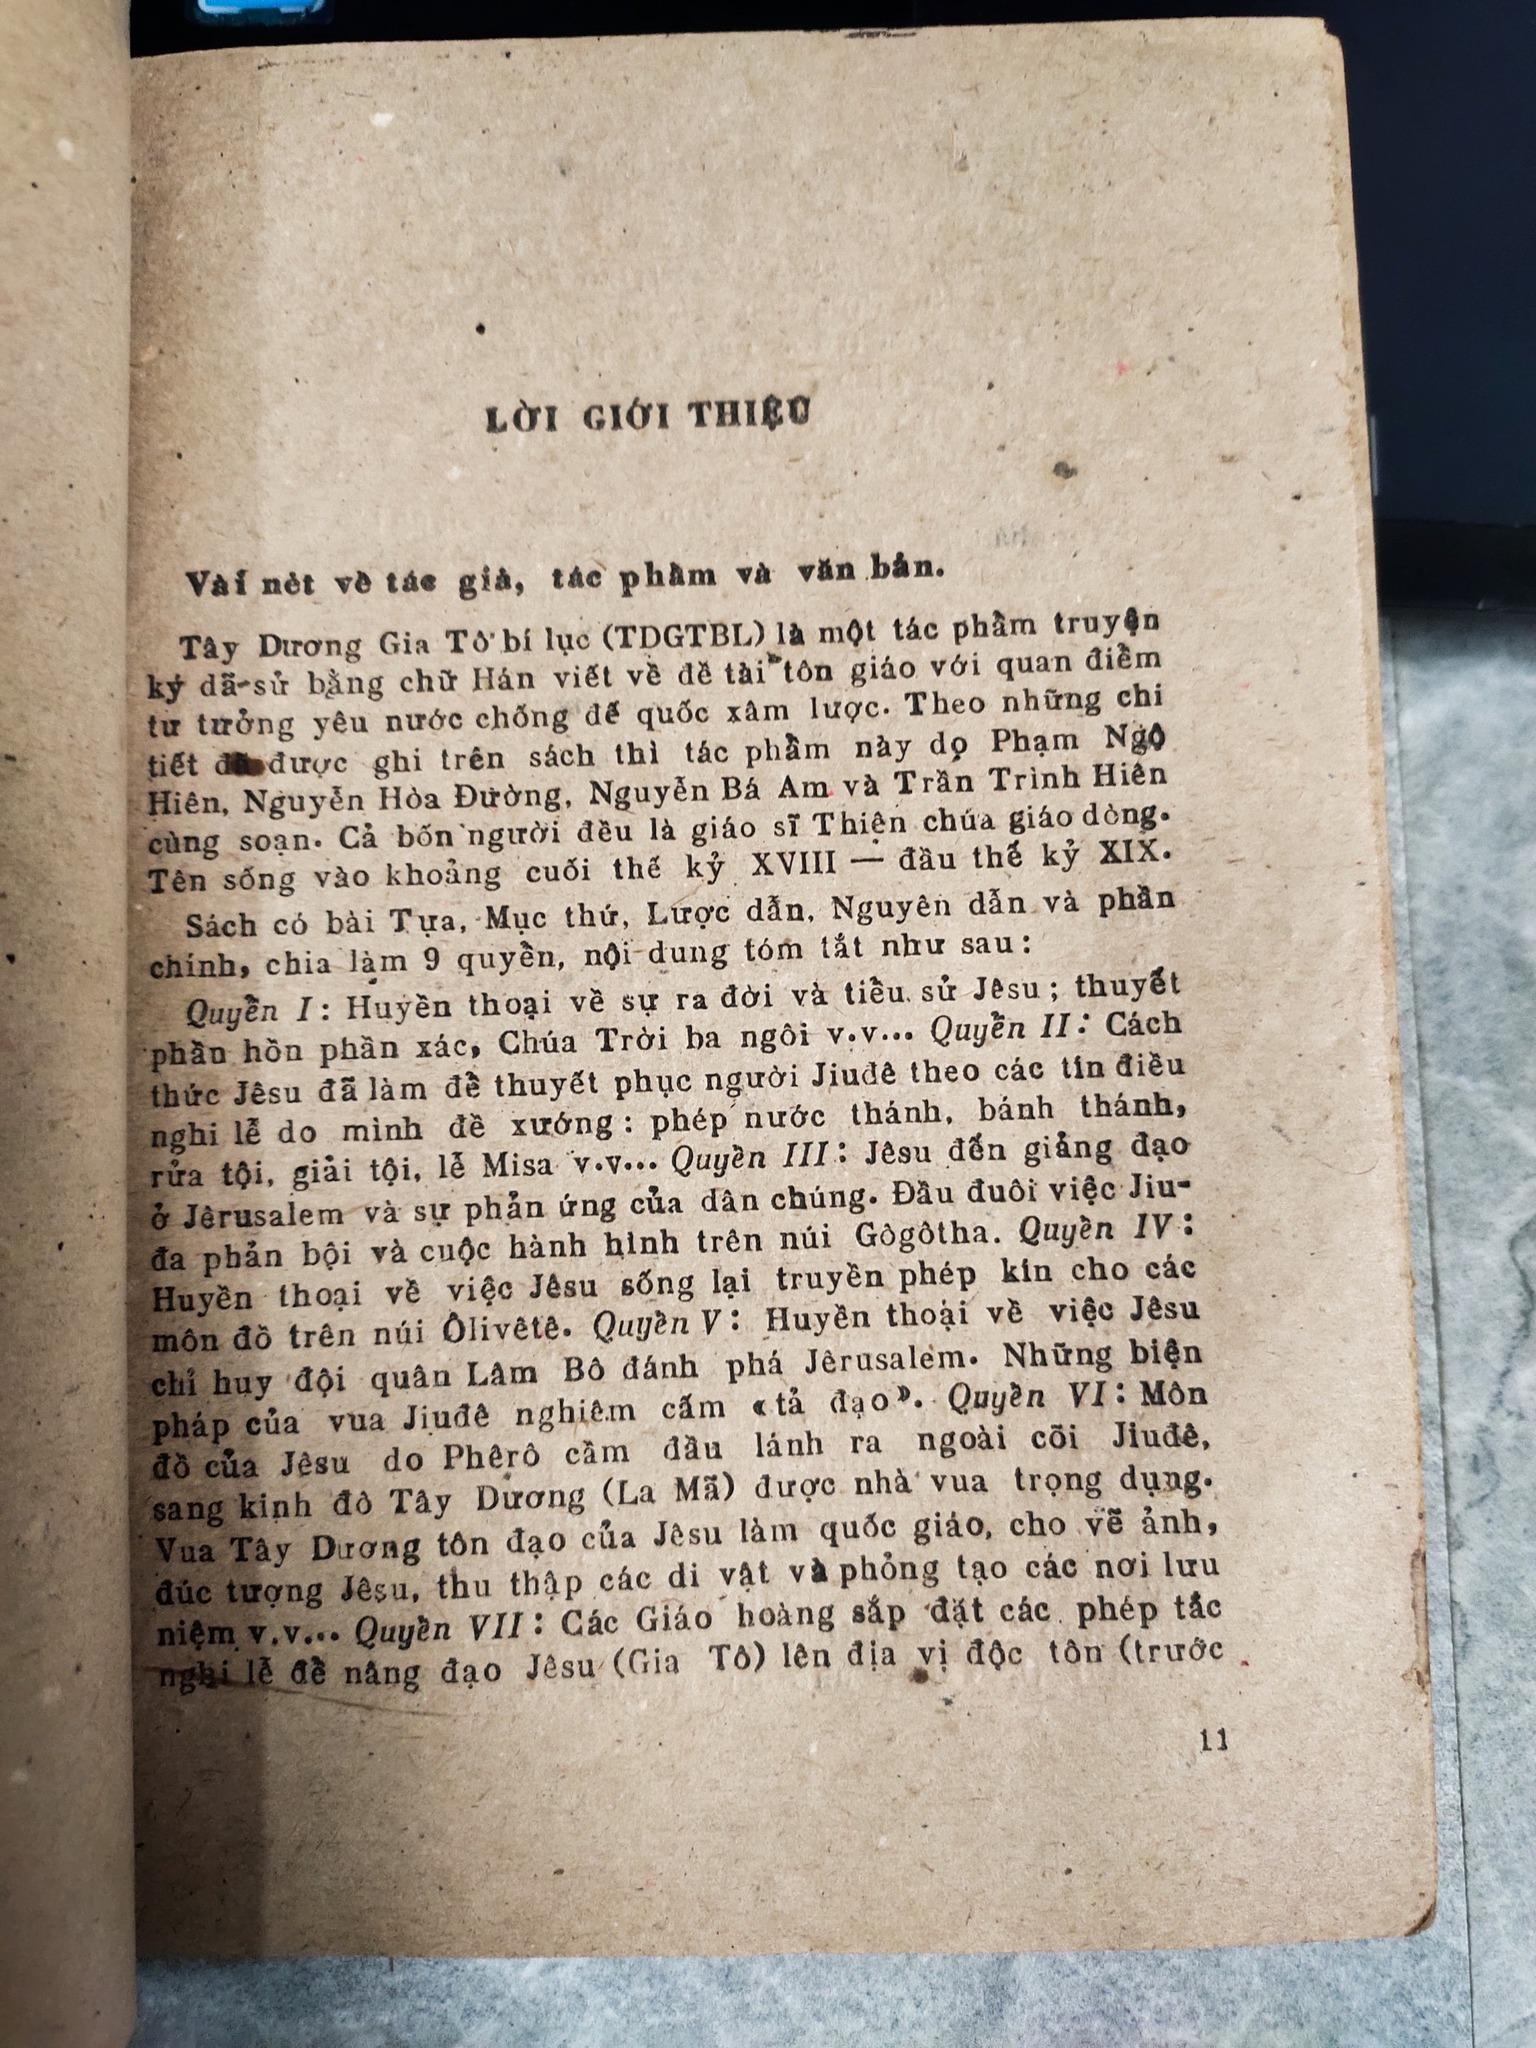 LỜI GIỚI THIỆU
Vài nét về tác giả, tác phẩm và văn bản.
Tây Dương Gia Tô bí lục (TDGTBL) là một tác phẩm truyện
ký dã sử bằng chữ Hán viết về đề tài tôn giáo với quan điểm
tư tưởng yêu nước chống đế quốc xâm lược. Theo những chi
tiết đã được ghi trên sách thì tác phẩm này do Phạm Ngộ
Hiên, Nguyễn Hòa Đường, Nguyễn Bá Am và Trần Trình Hiên
cùng soạn. Cả bốn người đều là giáo sĩ Thiên chúa giáo dòng.
Tên sống vào khoảng cuối thế kỷ XVIII — đầu thế kỷ XIX.
Sách có bài Tựa, Mục thứ, Lược dẫn, Nguyên dẫn và phần
chính, chia làm 9 quyển, nội dung tóm tắt như sau:
Quyển I: Huyền thoại về sự ra đời và tiểu sử Jêsu; thuyết
phần hồn phần xác, Chúa Trời ba ngôi v.v... Quyển II: Cách
thức Jêsu đã làm để thuyết phục người Jiuđê theo các tín điều
nghi lễ do mình đề xướng: phép nước thánh, bánh thánh,
rửa tội, giải tội, lễ Misa v.v... Quyển III: Jêsu đến giảng đạo
ở Jêrusalem và sự phản ứng của dân chúng. Đầu đuôi việc Jiu-
đa phản bội và cuộc hành hình trên núi Gôgôtha. Quyển IV:
Huyền thoại về việc Jêsu sống lại truyền phép kín cho các
môn đồ trên núi Ôlivêtê. Quyển V: Huyền thoại về việc Jêsu
chỉ huy đội quân Lâm Bô đánh phá Jêrusalem. Những biện
pháp của vua Jiuđê nghiêm cấm «tả đạo». Quyển VI: Môn
đồ của Jêsu do Phêrô cầm đầu lánh ra ngoài cõi Jiuđê,
sang kinh đô Tây Dương (La Mã) được nhà vua trọng dụng.
Vua Tây Dương tôn đạo của Jêsu làm quốc giáo, cho vẽ ảnh,
đúc tượng Jêsu, thu thập các di vật và phỏng tạo các nơi lưu
niệm v.v... Quyển VII: Các Giáo hoàng sắp đặt các phép tắc
nghi lễ để nâng đạo Jêsu (Gia Tô) lên địa vị độc tôn (trước
11